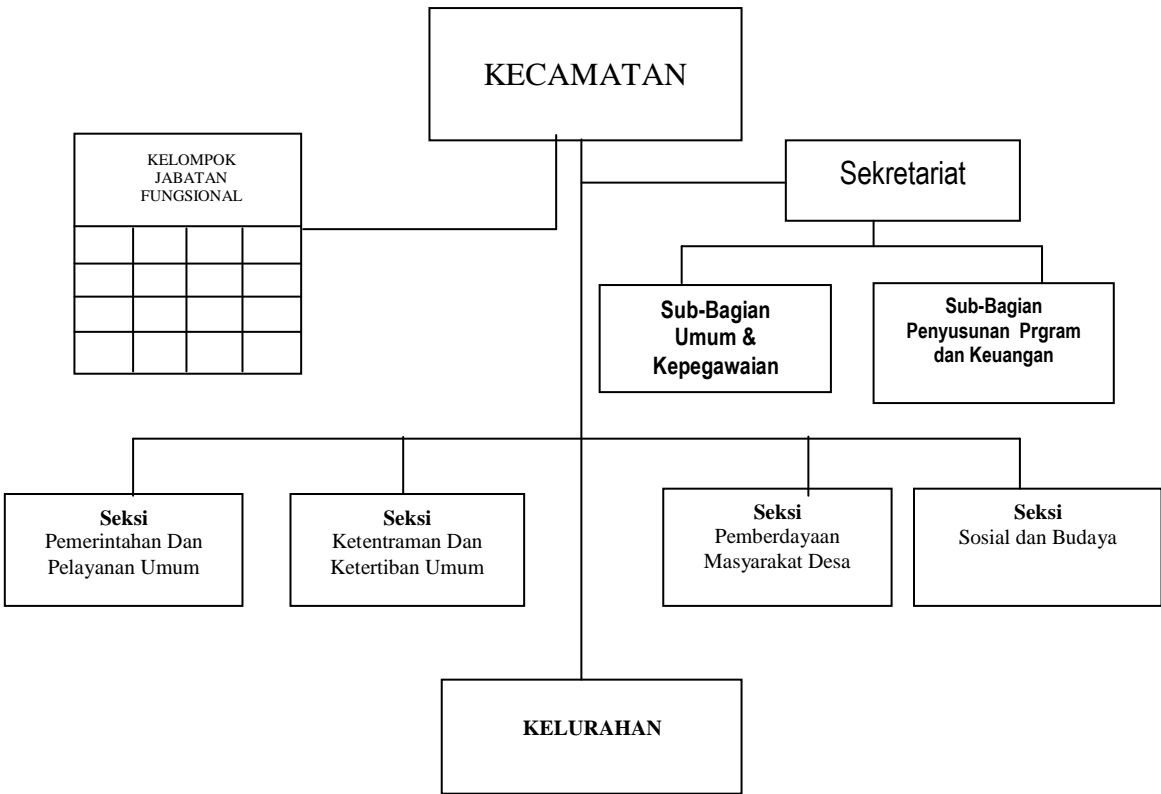 KECAMATAN
KELOMPOK
JABATAN
FUNGSIONAL
Sekretariat
Sub-Bagian
Umum &
Kepegawaian
Sub-Bagian
Penyusunan Prgram
dan Keuangan
Seksi
Pemerintahan Dan
Pelayanan Umum
Seksi
Ketentraman Dan
Ketertiban Umum
Seksi
Pemberdayaan
Masyarakat Desa
Seksi
Sosial dan Budaya
KELURAHAN